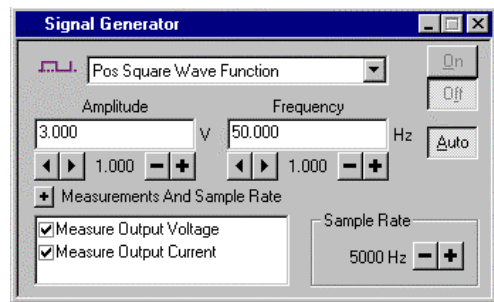 Signal Generator
Pos Square Wave Function
On
Off
Auto
Amplitude
Frequency
3.000 V
50.000 Hz
1.000 - +
1.000 - +
+ Measurements And Sample Rate
Measure Output Voltage
Measure Output Current
Sample Rate
5000 Hz - +